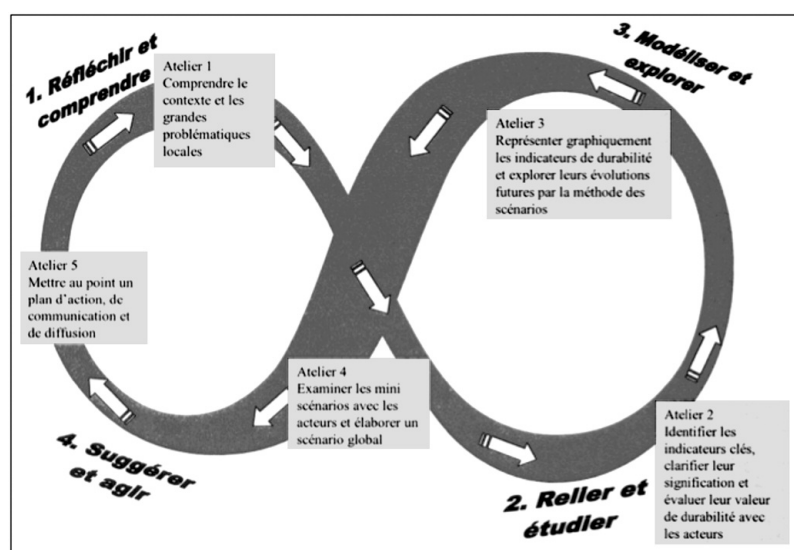 1. Réfléchir et
comprendre
Atelier 1
Comprendre le
contexte et les
grandes
problématiques
locales
3. Modéliser et
explorer
Atelier 3
Représenter graphiquement
les indicateurs de durabilité
et explorer leurs évolutions
futures par la méthode des
scénarios
Atelier 5
Mettre au point un
plan d'action, de
communication et
de diffusion
Atelier 4
Examiner les mini
scénarios avec les
acteurs et élaborer un
scénario global
Atelier 2
Identifier les
indicateurs clés,
clarifier leur
signification et
évaluer leur valeur
de durabilité avec
les acteurs
4. Suggérer
et agir
2. Relier et
étudier